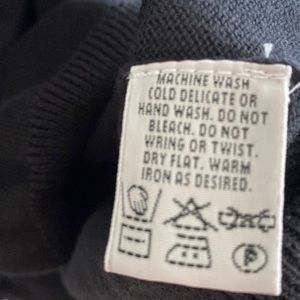 MACHINE WASH
COLD DELICATE OR
HAND WASH. DO NOT
BLEACH. DO NOT
WRING OR TWIST.
DRY FLAT. WARM
IRON AS DESIRED.
P